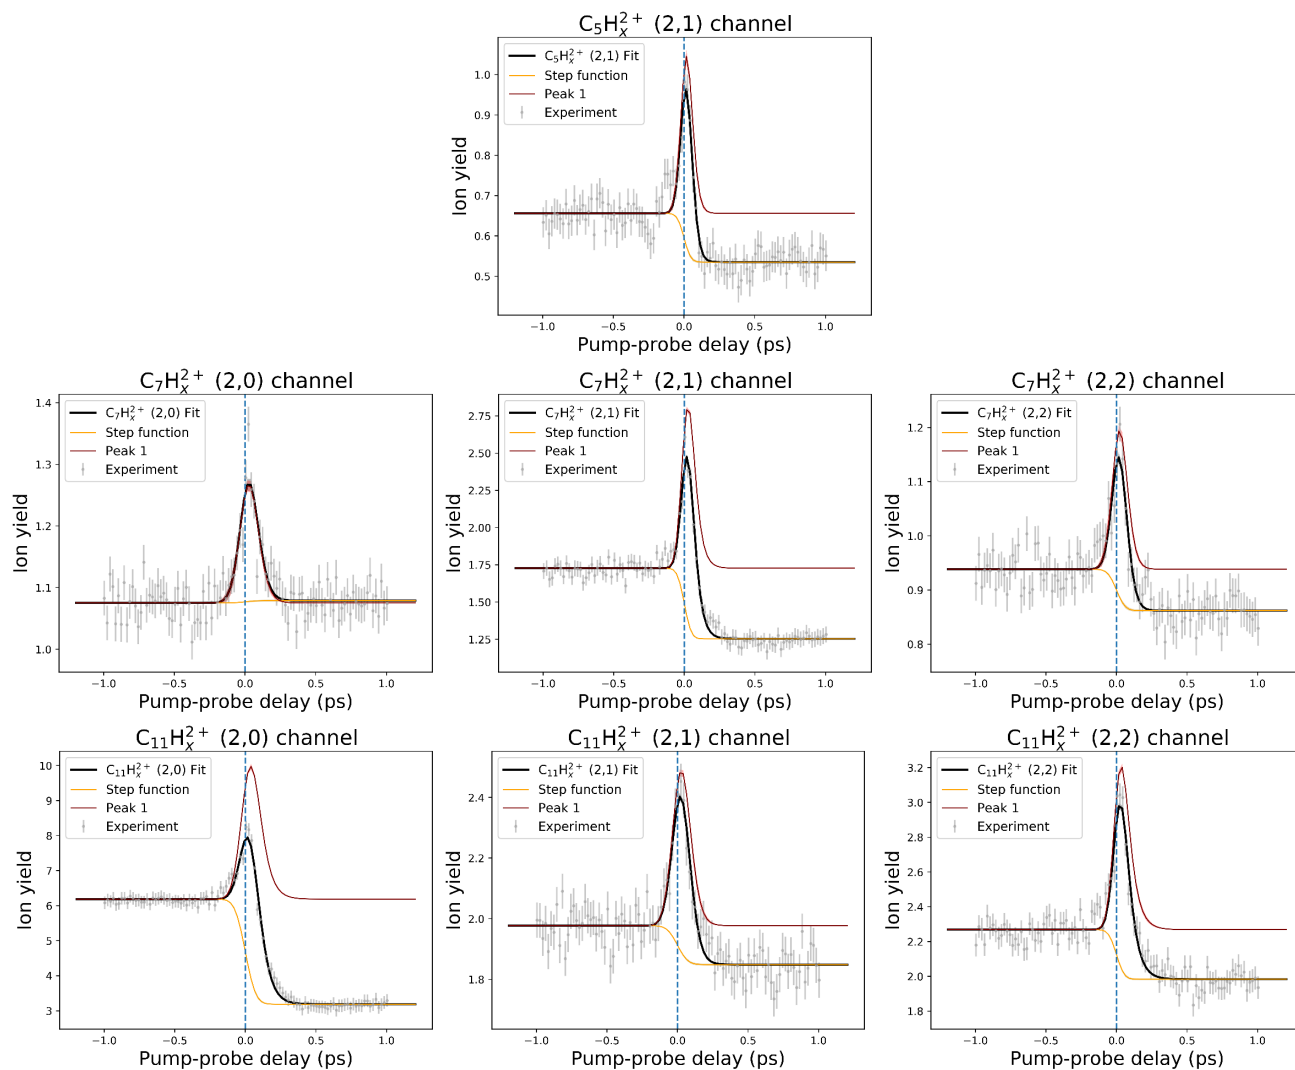 C₅Hₓ²⁺ (2,1) channel
C₅Hₓ²⁺ (2,1) Fit
Step function
Peak 1
Experiment
Ion yield
1.0
0.9
0.8
0.7
0.6
0.5
−1.0 −0.5 0.0 0.5 1.0
Pump-probe delay (ps)
C₇Hₓ²⁺ (2,0) channel
C₇Hₓ²⁺ (2,0) Fit
Step function
Peak 1
Experiment
Ion yield
1.4
1.3
1.2
1.1
1.0
−1.0 −0.5 0.0 0.5 1.0
Pump-probe delay (ps)
C₇Hₓ²⁺ (2,1) channel
C₇Hₓ²⁺ (2,1) Fit
Step function
Peak 1
Experiment
Ion yield
2.75
2.50
2.25
2.00
1.75
1.50
1.25
−1.0 −0.5 0.0 0.5 1.0
Pump-probe delay (ps)
C₇Hₓ²⁺ (2,2) channel
C₇Hₓ²⁺ (2,2) Fit
Step function
Peak 1
Experiment
Ion yield
1.2
1.1
1.0
0.9
0.8
−1.0 −0.5 0.0 0.5 1.0
Pump-probe delay (ps)
C₁₁Hₓ²⁺ (2,0) channel
C₁₁Hₓ²⁺ (2,0) Fit
Step function
Peak 1
Experiment
Ion yield
10
9
8
7
6
5
4
3
−1.0 −0.5 0.0 0.5 1.0
Pump-probe delay (ps)
C₁₁Hₓ²⁺ (2,1) channel
C₁₁Hₓ²⁺ (2,1) Fit
Step function
Peak 1
Experiment
Ion yield
2.4
2.2
2.0
1.8
−1.0 −0.5 0.0 0.5 1.0
Pump-probe delay (ps)
C₁₁Hₓ²⁺ (2,2) channel
C₁₁Hₓ²⁺ (2,2) Fit
Step function
Peak 1
Experiment
Ion yield
3.2
3.0
2.8
2.6
2.4
2.2
2.0
1.8
−1.0 −0.5 0.0 0.5 1.0
Pump-probe delay (ps)